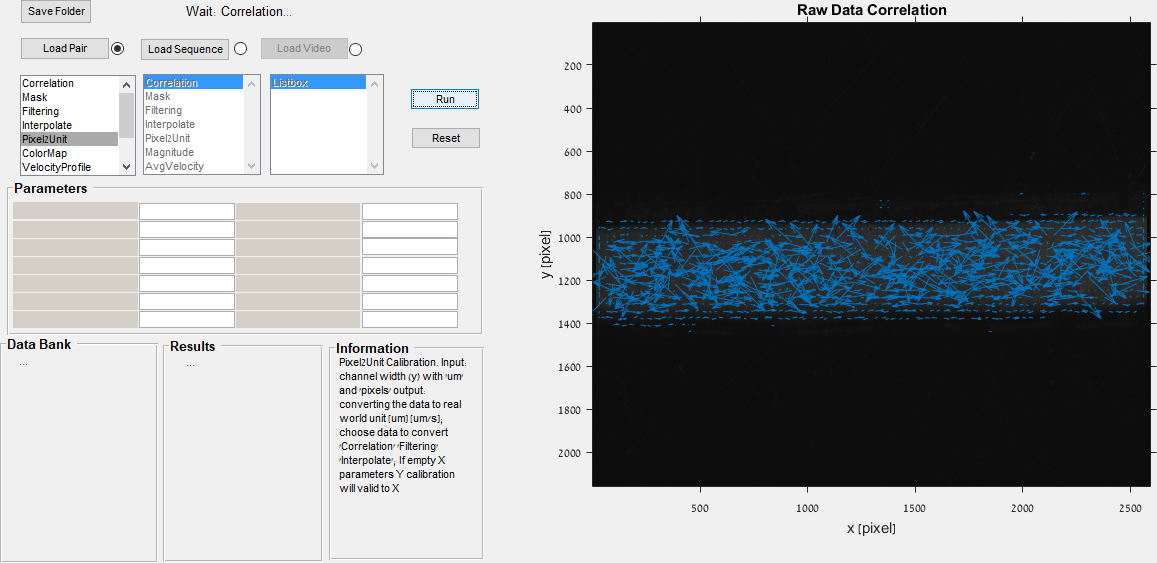 Save Folder
Wait: Correlation...
Load Pair
Load Sequence
Load Video
Correlation
Mask
Filtering
Interpolate
Pixel2Unit
ColorMap
VelocityProfile
Correlation
Mask
Filtering
Interpolate
Pixel2Unit
Magnitude
AvgVelocity
Listbox
Run
Reset
Parameters
Data Bank
...
Results
...
Information
Pixel2Unit Calibration. Input:
channel width (y) with 'um'
and 'pixels' output:
converting the data to real
world unit [um] [um/s];
choose data to convert
'Correlation' 'Filtering'
'Interpolate', If empty X
parameters Y calibration
will valid to X
Raw Data Correlation
200
400
600
800
1000
1200
1400
1600
1800
2000
y [pixel]
500
1000
1500
2000
2500
x [pixel]